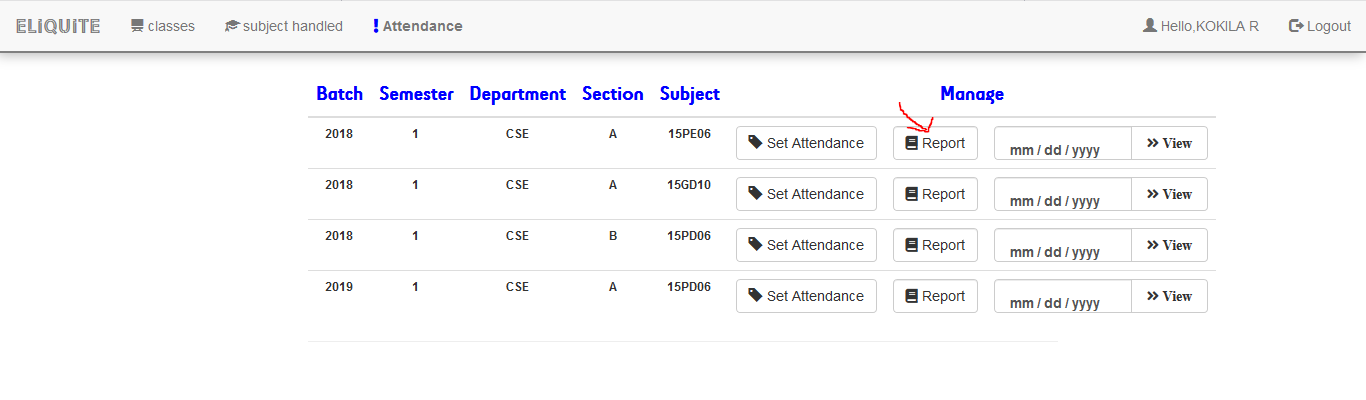 ELiQUiTE classes subject handled Attendance Hello,KOKILA R Logout
Batch Semester Department Section Subject Manage
2018 1 CSE A 15PE06 Set Attendance Report mm / dd / yyyy View
2018 1 CSE A 15GD10 Set Attendance Report mm / dd / yyyy View
2018 1 CSE B 15PD06 Set Attendance Report mm / dd / yyyy View
2019 1 CSE A 15PD06 Set Attendance Report mm / dd / yyyy View